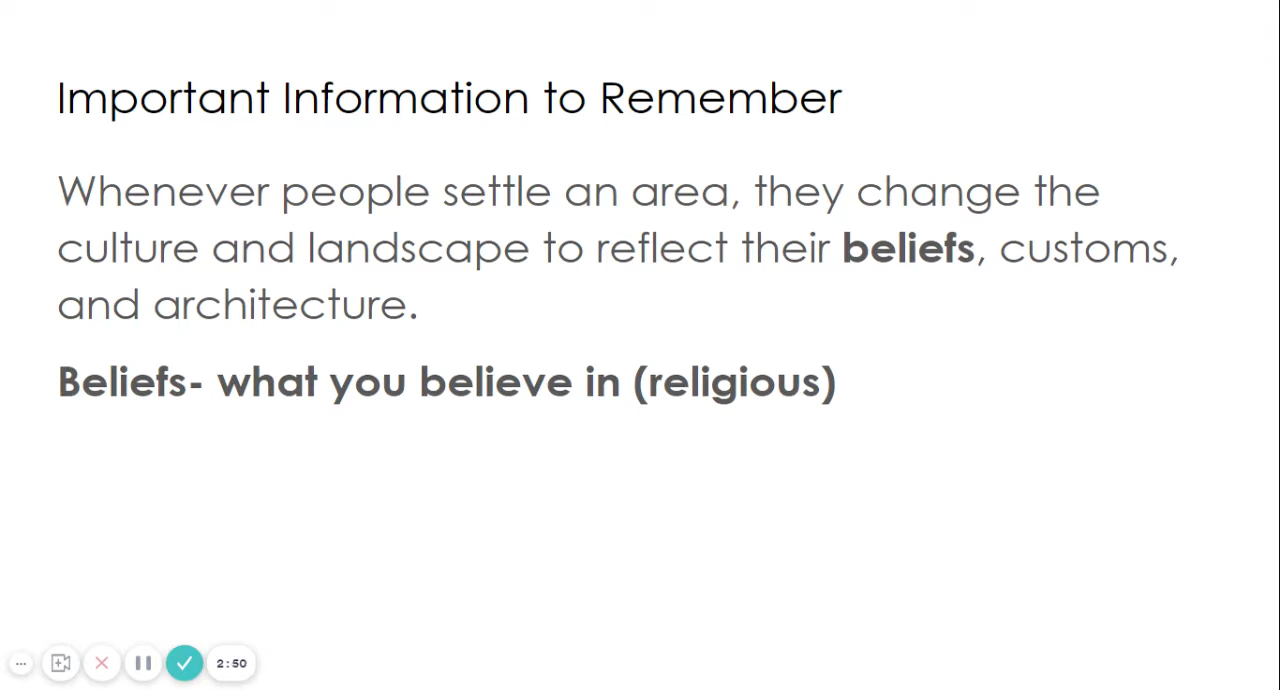 Important Information to Remember
Whenever people settle an area, they change the
culture and landscape to reflect their beliefs, customs,
and architecture.
Beliefs- what you believe in (religious)
2:50